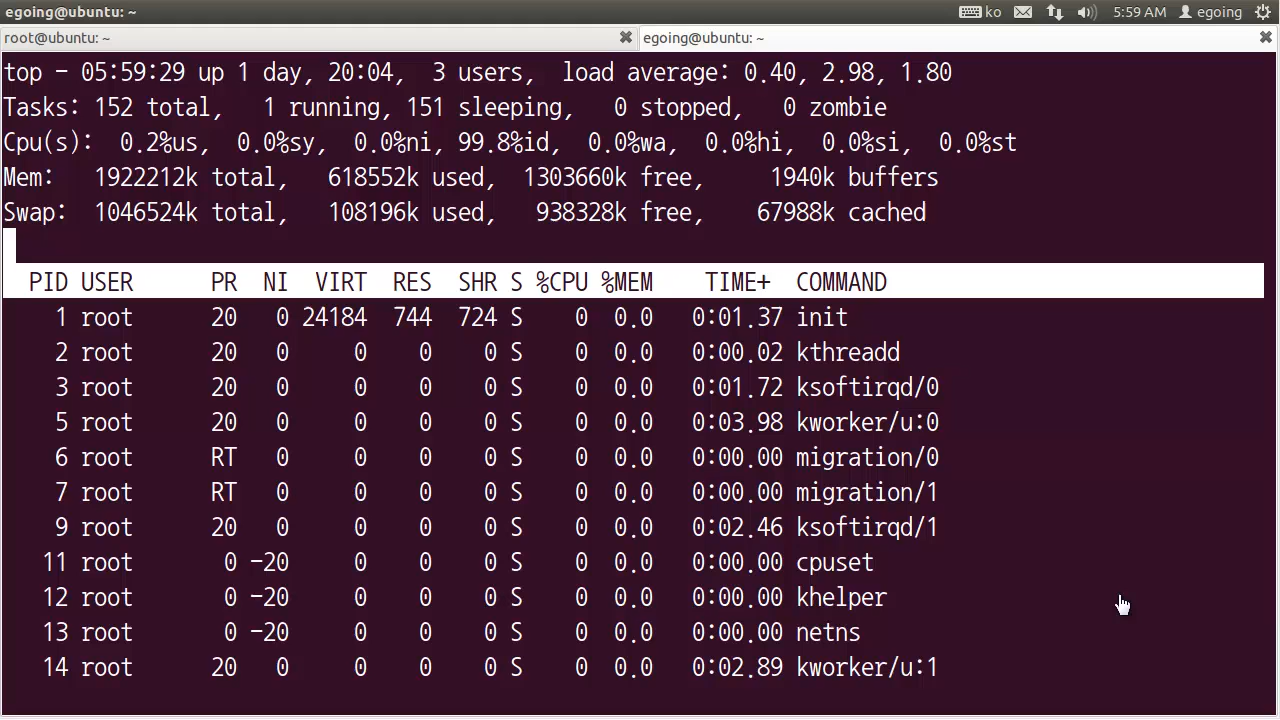 egoing@ubuntu: ~ ko 5:59 AM egoing
root@ubuntu: ~ egoing@ubuntu: ~
top - 05:59:29 up 1 day, 20:04,  3 users,  load average: 0.40, 2.98, 1.80
Tasks: 152 total,   1 running, 151 sleeping,   0 stopped,   0 zombie
Cpu(s):  0.2%us,  0.0%sy,  0.0%ni, 99.8%id,  0.0%wa,  0.0%hi,  0.0%si,  0.0%st
Mem:   1922212k total,   618552k used,  1303660k free,     1940k buffers
Swap:  1046524k total,   108196k used,   938328k free,    67988k cached
PID USER      PR  NI  VIRT  RES  SHR S %CPU %MEM    TIME+  COMMAND
1 root      20   0 24184  744  724 S    0  0.0   0:01.37 init
2 root      20   0     0    0    0 S    0  0.0   0:00.02 kthreadd
3 root      20   0     0    0    0 S    0  0.0   0:01.72 ksoftirqd/0
5 root      20   0     0    0    0 S    0  0.0   0:03.98 kworker/u:0
6 root      RT   0     0    0    0 S    0  0.0   0:00.00 migration/0
7 root      RT   0     0    0    0 S    0  0.0   0:00.00 migration/1
9 root      20   0     0    0    0 S    0  0.0   0:02.46 ksoftirqd/1
11 root       0 -20     0    0    0 S    0  0.0   0:00.00 cpuset
12 root       0 -20     0    0    0 S    0  0.0   0:00.00 khelper
13 root       0 -20     0    0    0 S    0  0.0   0:00.00 netns
14 root      20   0     0    0    0 S    0  0.0   0:02.89 kworker/u:1